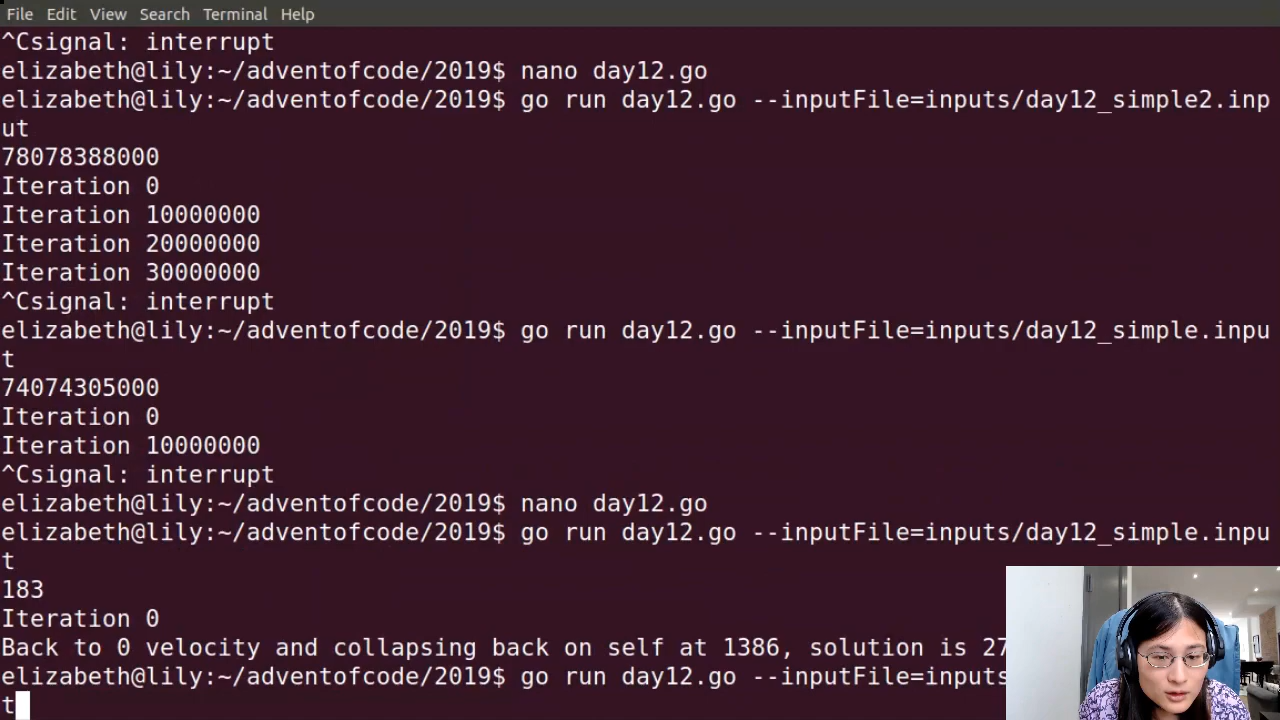 File Edit View Search Terminal Help
^Csignal: interrupt
elizabeth@lily:~/adventofcode/2019$ nano day12.go
elizabeth@lily:~/adventofcode/2019$ go run day12.go --inputFile=inputs/day12_simple2.inp
ut
78078388000
Iteration 0
Iteration 10000000
Iteration 20000000
Iteration 30000000
^Csignal: interrupt
elizabeth@lily:~/adventofcode/2019$ go run day12.go --inputFile=inputs/day12_simple.inpu
t
74074305000
Iteration 0
Iteration 10000000
^Csignal: interrupt
elizabeth@lily:~/adventofcode/2019$ nano day12.go
elizabeth@lily:~/adventofcode/2019$ go run day12.go --inputFile=inputs/day12_simple.inpu
t
183
Iteration 0
Back to 0 velocity and collapsing back on self at 1386, solution is 27
elizabeth@lily:~/adventofcode/2019$ go run day12.go --inputFile=inputs
t